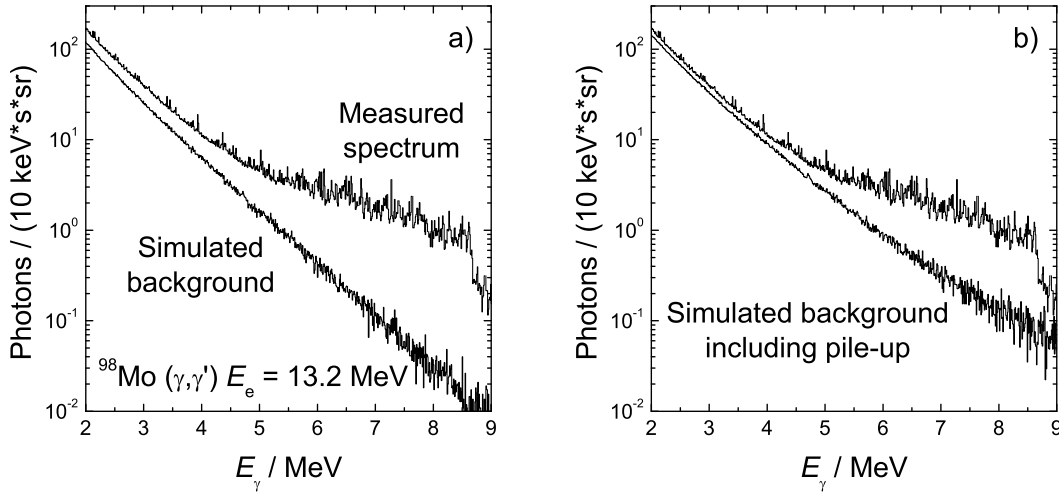 a)
Measured
spectrum
Simulated
background
⁹⁸Mo (γ,γ') Eₑ = 13.2 MeV
Photons / (10 keV*s*sr)
10²
10¹
10⁰
10⁻¹
10⁻²
2 3 4 5 6 7 8 9
E_γ / MeV
b)
Simulated background
including pile-up
Photons / (10 keV*s*sr)
10²
10¹
10⁰
10⁻¹
10⁻²
2 3 4 5 6 7 8 9
E_γ / MeV